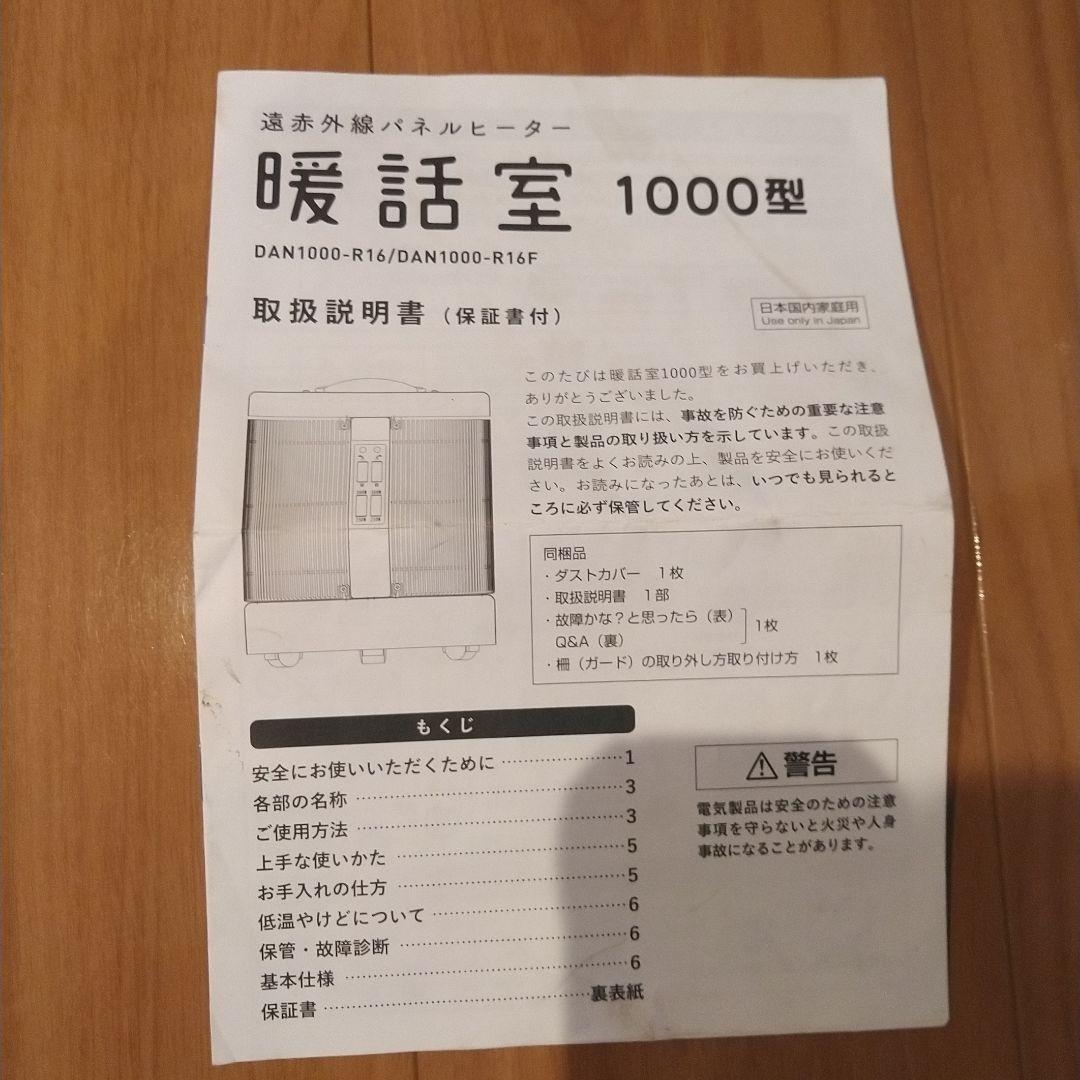 遠赤外線パネルヒーター
暖話室 1000型
DAN1000-R16/DAN1000-R16F
取扱説明書（保証書付）
日本国内家庭用
Use only in Japan
このたびは暖話室1000型をお買上げいただき、
ありがとうございました。
この取扱説明書には、事故を防ぐための重要な注意
事項と製品の取り扱い方を示しています。この取扱
説明書をよくお読みの上、製品を安全にお使いくだ
さい。お読みになったあとは、いつでも見られると
ころに必ず保管してください。
同梱品
・ダストカバー 1枚
・取扱説明書 1部
・故障かな？と思ったら（表）
Q&A（裏）
1枚
・柵（ガード）の取り外し方取り付け方 1枚
もくじ
安全にお使いいただくために ……………………1
各部の名称 ……………………3
ご使用方法 ……………………3
上手な使いかた ……………………5
お手入れの仕方 ……………………5
低温やけどについて ……………………6
保管・故障診断 ……………………6
基本仕様 ……………………6
保証書 ……………………裏表紙
警告
電気製品は安全のための注意
事項を守らないと火災や人身
事故になることがあります。